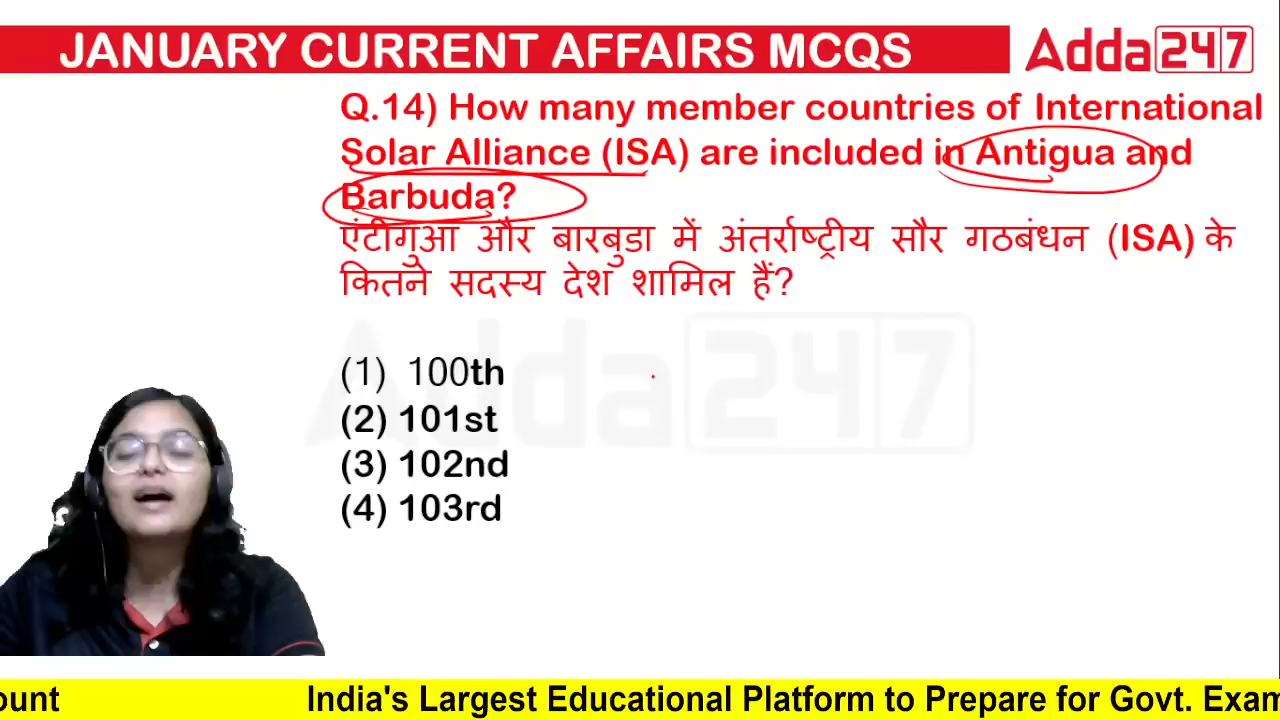 JANUARY CURRENT AFFAIRS MCQS
Adda247
Q.14) How many member countries of International
Solar Alliance (ISA) are included in Antigua and
Barbuda?
एंटीगुआ और बारबुडा में अंतर्राष्ट्रीय सौर गठबंधन (ISA) के
कितने सदस्य देश शामिल हैं?
Adda247
(1) 100th
(2) 101st
(3) 102nd
(4) 103rd
ount India's Largest Educational Platform to Prepare for Govt. Exam